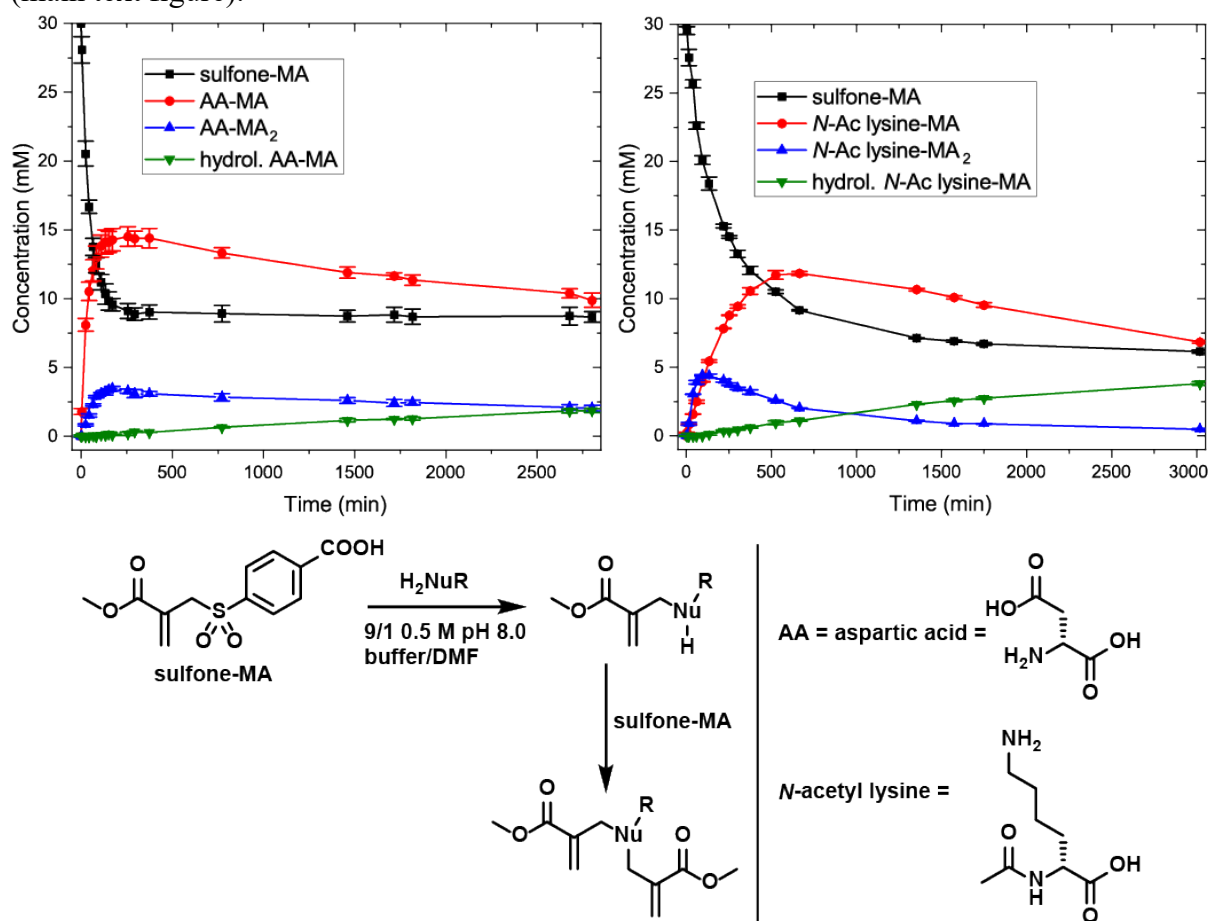 (main text figure).
30
25
20
15
10
5
0
Concentration (mM)
sulfone-MA
AA-MA
AA-MA₂
hydrol. AA-MA
0 500 1000 1500 2000 2500
Time (min)
30
25
20
15
10
5
0
Concentration (mM)
sulfone-MA
N-Ac lysine-MA
N-Ac lysine-MA₂
hydrol. N-Ac lysine-MA
0 500 1000 1500 2000 2500 3000
Time (min)
O
O
S
O O
COOH
sulfone-MA
H₂NuR
9/1 0.5 M pH 8.0
buffer/DMF
O
O
R
Nu
H
sulfone-MA
O
O
R
Nu
O
O
AA = aspartic acid =
O
HO
H₂N
OH
O
N-acetyl lysine =
NH₂
O
N
H
OH
O